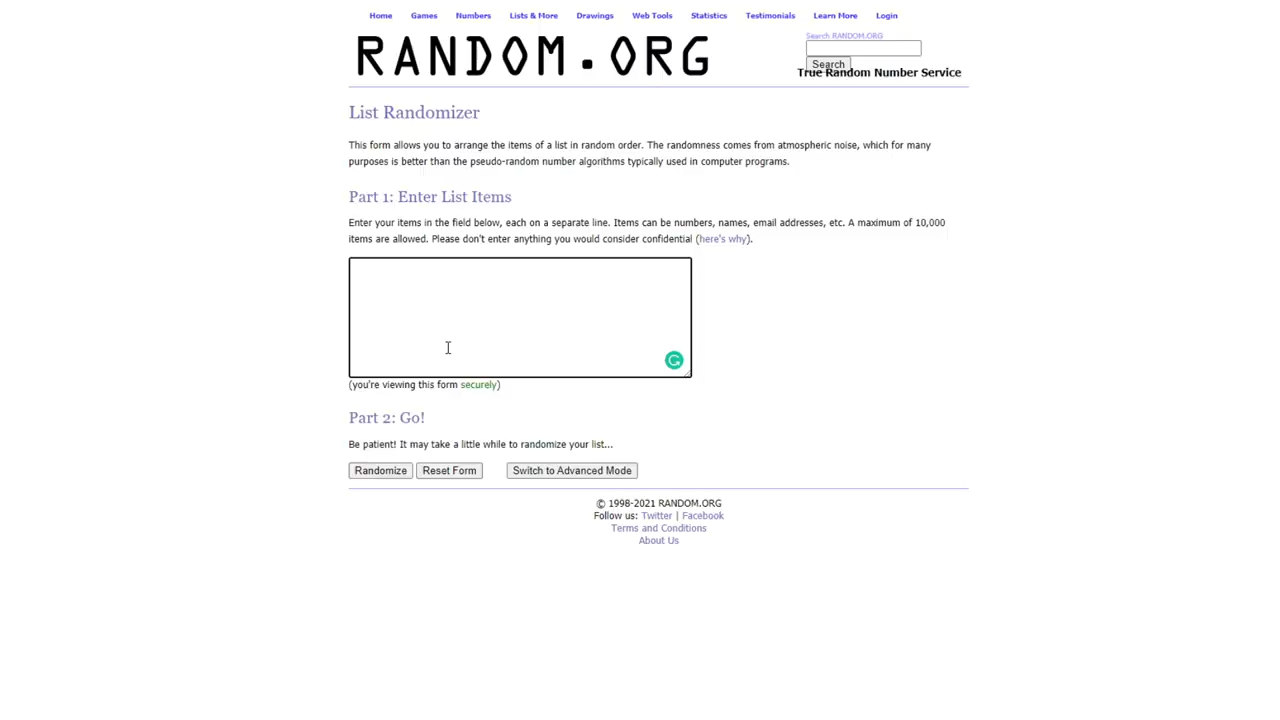 Home Games Numbers Lists & More Drawings Web Tools Statistics Testimonials Learn More Login
RANDOM.ORG
Search RANDOM.ORG
Search
True Random Number Service
List Randomizer
This form allows you to arrange the items of a list in random order. The randomness comes from atmospheric noise, which for many
purposes is better than the pseudo-random number algorithms typically used in computer programs.
Part 1: Enter List Items
Enter your items in the field below, each on a separate line. Items can be numbers, names, email addresses, etc. A maximum of 10,000
items are allowed. Please don't enter anything you would consider confidential (here's why).
(you're viewing this form securely)
Part 2: Go!
Be patient! It may take a little while to randomize your list...
Randomize Reset Form Switch to Advanced Mode
© 1998-2021 RANDOM.ORG
Follow us: Twitter | Facebook
Terms and Conditions
About Us